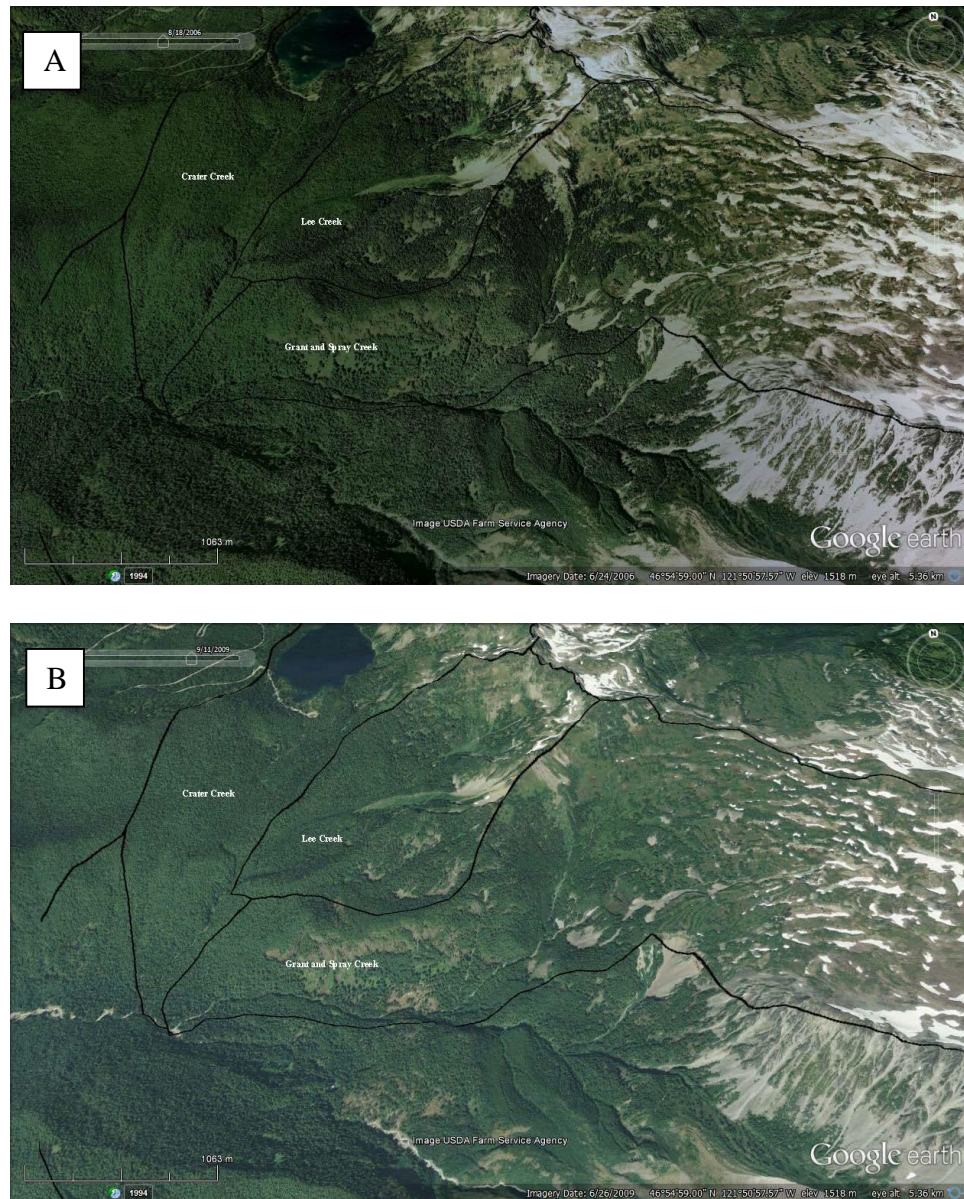 A
8/18/2006
N
Crater Creek
Lee Creek
Grant and Spray Creek
Image USDA Farm Service Agency
Google earth
1063 m
1994
Imagery Date: 6/24/2006 46°54'59.00" N 121°50'57.57" W elev 1518 m eye alt 5.36 km
B
9/11/2009
N
Crater Creek
Lee Creek
Grant and Spray Creek
Image USDA Farm Service Agency
Google earth
1063 m
1994
Imagery Date: 6/26/2009 46°54'59.00" N 121°50'57.57" W elev 1518 m eye alt 5.36 km